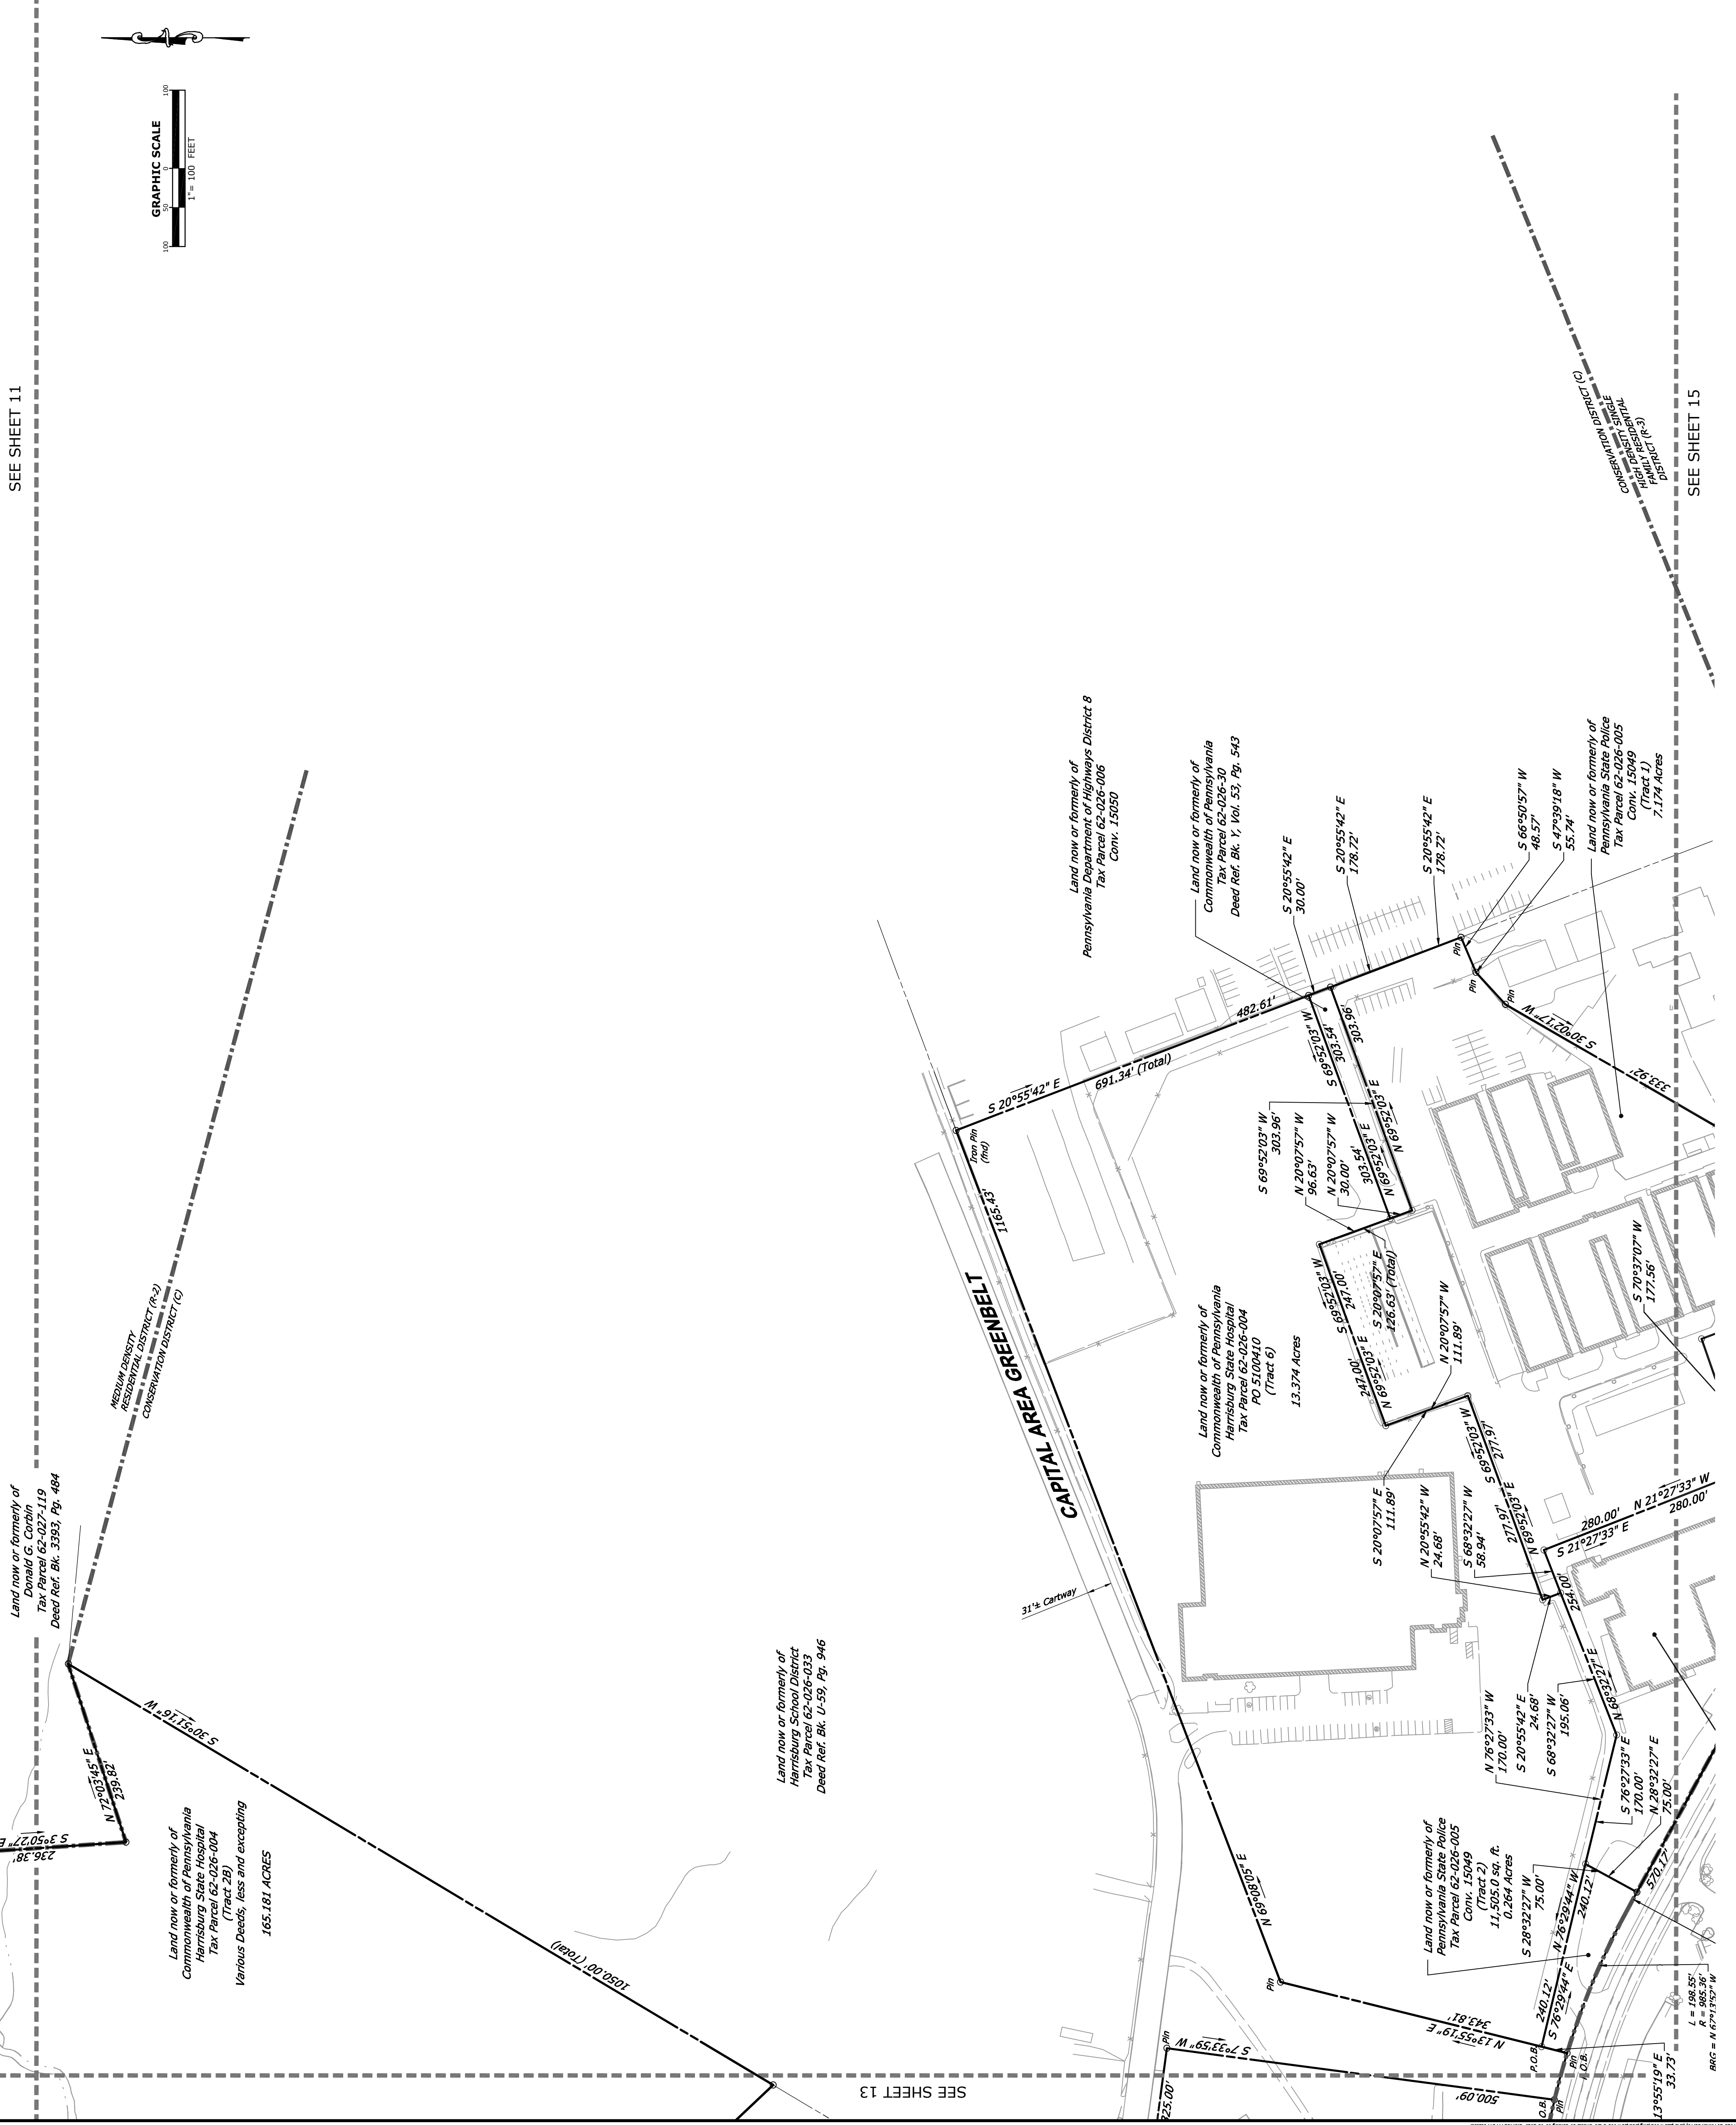 SEE SHEET 11
GRAPHIC SCALE
100
50
0
100
1"= 100 FEET
Land now or formerly of
Donald G. Corbin
Tax Parcel 62-027-119
Deed Ref. Bk. 3393, Pg. 484
MEDIUM DENSITY
RESIDENTIAL DISTRICT (R-2)
CONSERVATION DISTRICT (C)
S 3°50'27" E
236.38'
N 72°03'45" E
239.82'
S 30°51'16" W
1050.00' (Total)
Land now or formerly of
Commonwealth of Pennsylvania
Harrisburg State Hospital
Tax Parcel 62-026-004
(Tract 2B)
Various Deeds, less and excepting
165.181 ACRES
Land now or formerly of
Harrisburg School District
Tax Parcel 62-026-033
Deed Ref. Bk. U-59, Pg. 946
SEE SHEET 13
CAPITAL AREA GREENBELT
31'± Cartway
Iron Pin
(fnd)
1165.43'
N 69°08'05" E
S 20°55'42" E
691.34' (Total)
482.61'
Land now or formerly of
Pennsylvania Department of Highways District 8
Tax Parcel 62-026-006
Conv. 15050
Land now or formerly of
Commonwealth of Pennsylvania
Tax Parcel 62-026-30
Deed Ref. Bk. Y, Vol. 53, Pg. 543
S 20°55'42" E
30.00'
S 20°55'42" E
178.72'
S 20°55'42" E
178.72'
S 66°50'57" W
48.57'
S 47°39'18" W
55.74'
Land now or formerly of
Pennsylvania State Police
Tax Parcel 62-026-005
Conv. 15049
(Tract 1)
7.174 Acres
Pin
Pin
Pin
S 30°02'17" W
333.92'
S 69°52'03" W
303.54'
303.96'
303.54'
N 69°52'03" E
N 69°52'03" E
N 69°52'03" E
S 69°52'03" W
303.96'
N 20°07'57" W
96.63'
N 20°07'57" W
30.00'
S 69°52'03" W
247.00'
247.00'
N 69°52'03" E
S 20°07'57" E
126.63' (Total)
Land now or formerly of
Commonwealth of Pennsylvania
Harrisburg State Hospital
Tax Parcel 62-026-004
PO 5100410
(Tract 6)
13.374 Acres
N 20°07'57" W
111.89'
S 20°07'57" E
111.89'
S 69°52'03" W
277.97'
277.97'
N 69°52'03" E
N 20°55'42" W
24.68'
S 68°32'27" W
58.94'
S 70°37'07" W
177.56'
280.00'
S 21°27'33" E
N 21°27'33" W
280.00'
254.00'
N 68°32'27" E
N 76°27'33" W
170.00'
S 20°55'42" E
24.68'
S 68°32'27" W
195.06'
S 76°27'33" E
170.00'
N 28°32'27" E
75.00'
Land now or formerly of
Pennsylvania State Police
Tax Parcel 62-026-005
Conv. 15049
(Tract 2)
11,505.0 sq. ft.
0.264 Acres
S 28°32'27" W
75.00'
N 76°29'44" W
240.12'
240.12'
S 76°29'44" E
570.17'
Pin
343.81'
N 13°55'19" E
Pin
S 7°33'59" W
500.09'
325.00'
P.O.B.
Pin
O.B.
Pin
13°55'19" E
33.73'
L = 198.55'
R = 985.36'
BRG = N 67°13'52" W
CONSERVATION DISTRICT (C)
HIGH DENSITY SINGLE
FAMILY RESIDENTIAL
DISTRICT (R-3)
SEE SHEET 15